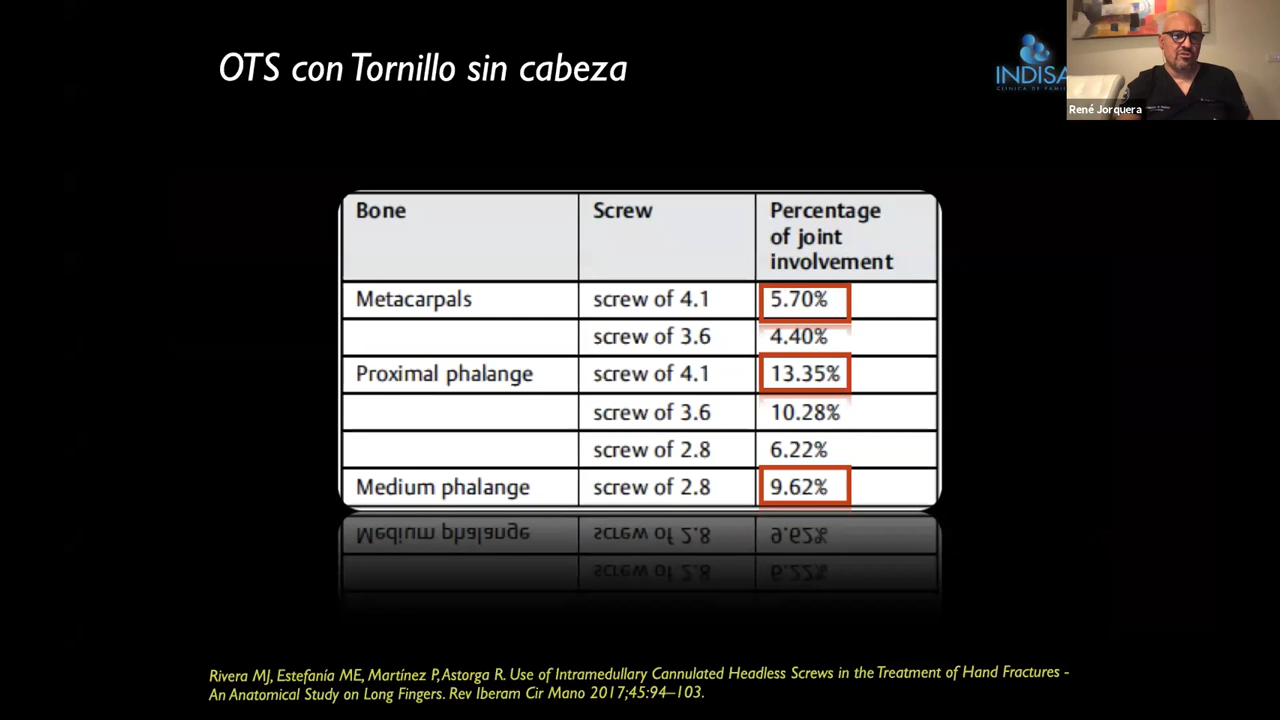 OTS con Tornillo sin cabeza
INDISA
CLINICA DE FAMI
René Jorquera
Bone Screw Percentage of joint involvement
Metacarpals screw of 4.1 5.70%
screw of 3.6 4.40%
Proximal phalange screw of 4.1 13.35%
screw of 3.6 10.28%
screw of 2.8 6.22%
Medium phalange screw of 2.8 9.62%
Rivera MJ, Estefanía ME, Martínez P, Astorga R. Use of Intramedullary Cannulated Headless Screws in the Treatment of Hand Fractures -
An Anatomical Study on Long Fingers. Rev Iberam Cir Mano 2017;45:94–103.